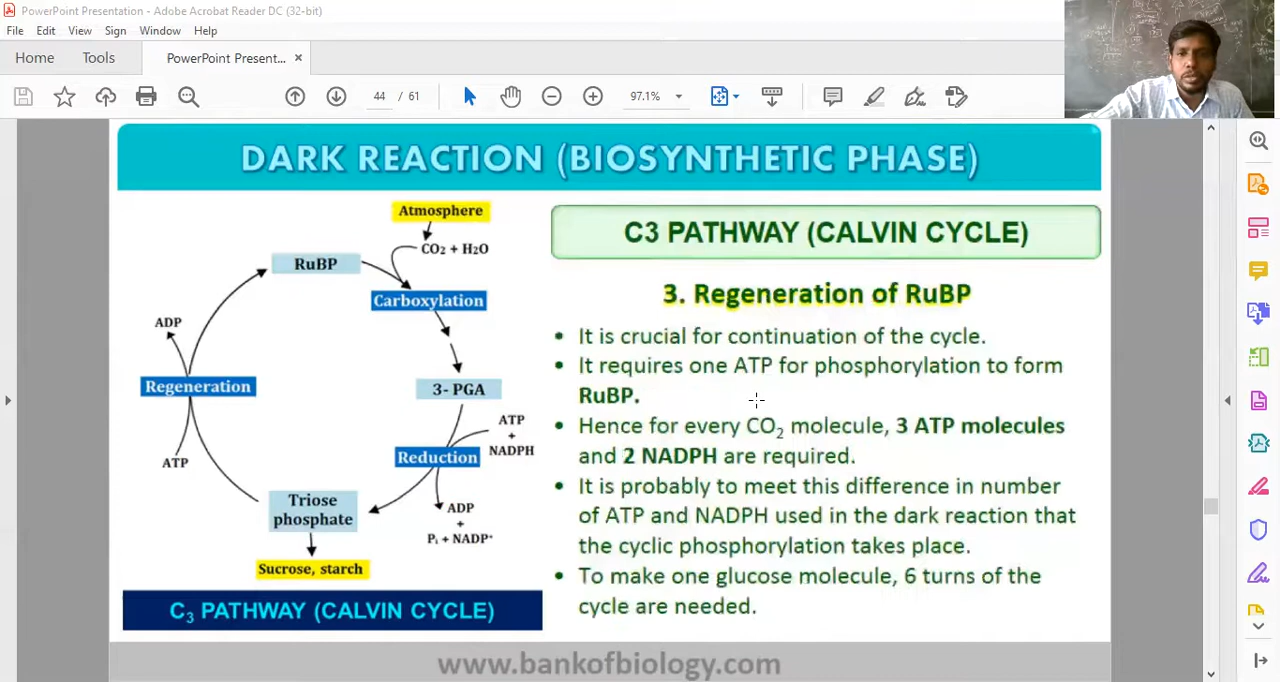 PowerPoint Presentation - Adobe Acrobat Reader DC (32-bit)
File Edit View Sign Window Help
Home Tools PowerPoint Present... ×
44 / 61 97.1%
DARK REACTION (BIOSYNTHETIC PHASE)
Atmosphere
CO2 + H2O
RuBP
Carboxylation
ADP
Regeneration
3- PGA
ATP
+
NADPH
Reduction
ATP
Triose
phosphate
ADP
+
Pi + NADP+
Sucrose, starch
C3 PATHWAY (CALVIN CYCLE)
C3 PATHWAY (CALVIN CYCLE)
3. Regeneration of RuBP
• It is crucial for continuation of the cycle.
• It requires one ATP for phosphorylation to form
RuBP.
• Hence for every CO2 molecule, 3 ATP molecules
and 2 NADPH are required.
• It is probably to meet this difference in number
of ATP and NADPH used in the dark reaction that
the cyclic phosphorylation takes place.
• To make one glucose molecule, 6 turns of the
cycle are needed.
www.bankofbiology.com